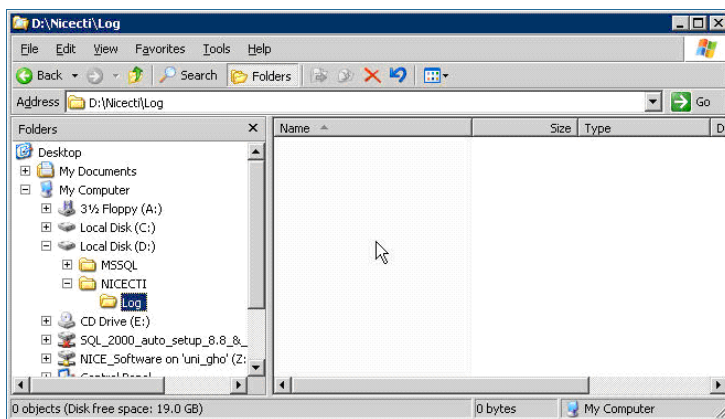 D:\Nicecti\Log
File Edit View Favorites Tools Help
Back Search Folders
Address D:\Nicecti\Log Go
Folders Name Size Type D
Desktop
My Documents
My Computer
3½ Floppy (A:)
Local Disk (C:)
Local Disk (D:)
MSSQL
NICECTI
Log
CD Drive (E:)
SQL_2000_auto_setup_8.8_&_
NICE_Software on 'uni_gho' (Z:
Control Panel
0 objects (Disk free space: 19.0 GB) 0 bytes My Computer